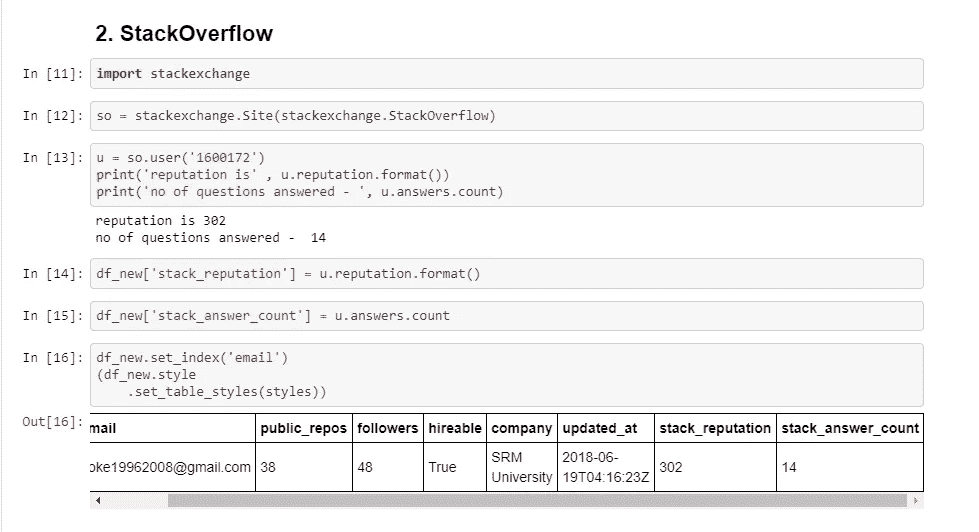 2. StackOverflow
In [11]: import stackexchange
In [12]: so = stackexchange.Site(stackexchange.StackOverflow)
In [13]: u = so.user('1600172')
print('reputation is' , u.reputation.format())
print('no of questions answered - ', u.answers.count)
reputation is 302
no of questions answered -  14
In [14]: df_new['stack_reputation'] = u.reputation.format()
In [15]: df_new['stack_answer_count'] = u.answers.count
In [16]: df_new.set_index('email')
(df_new.style
    .set_table_styles(styles))
Out[16]: mail public_repos followers hireable company updated_at stack_reputation stack_answer_count
oke19962008@gmail.com 38 48 True SRM University 2018-06-19T04:16:23Z 302 14